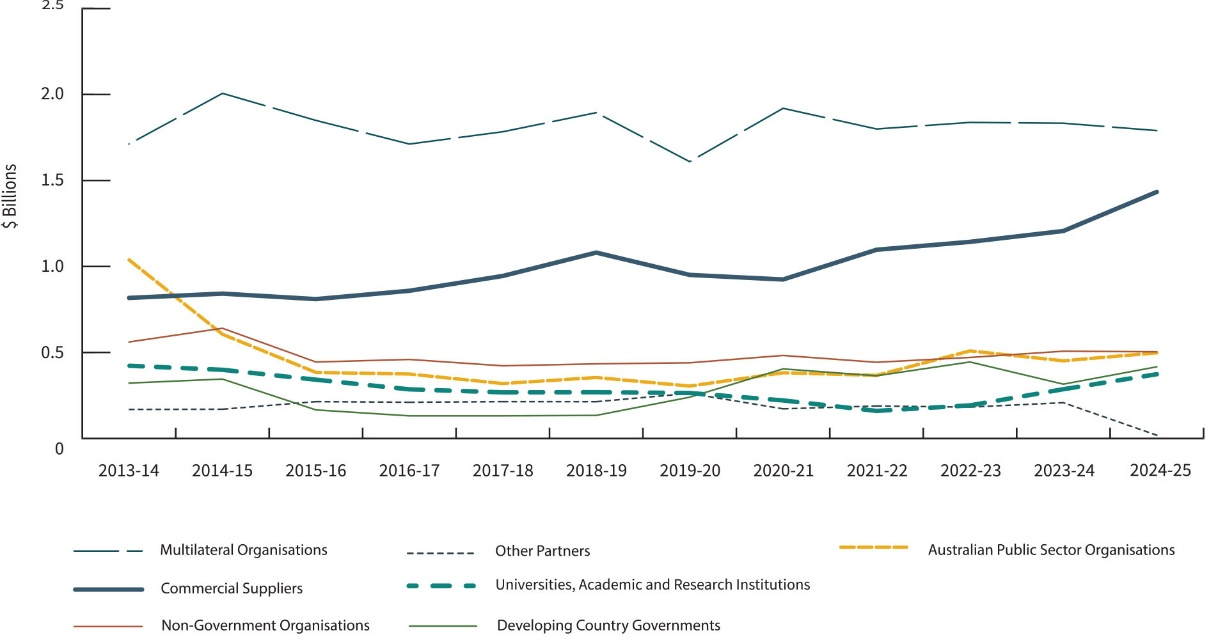 2.5
2.0
1.5
1.0
0.5
0
$ Billions
2013-14 2014-15 2015-16 2016-17 2017-18 2018-19 2019-20 2020-21 2021-22 2022-23 2023-24 2024-25
Multilateral Organisations Other Partners Australian Public Sector Organisations
Commercial Suppliers Universities, Academic and Research Institutions
Non-Government Organisations Developing Country Governments